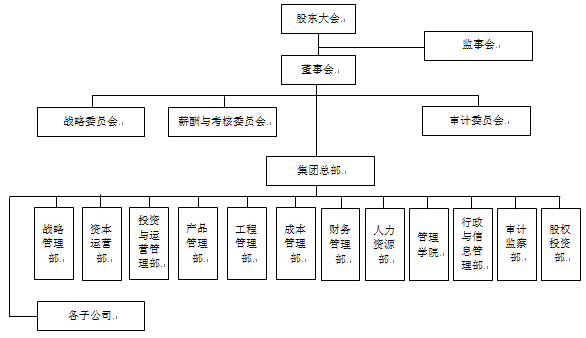 股东大会
监事会
董事会
战略委员会
薪酬与考核委员会
审计委员会
集团总部
战略
管理
部
资本
运营
部
投资
与运
营管
理部
产品
管理
部
工程
管理
部
成本
管理
部
财务
管理
部
人力
资源
部
管理
学院
行政
与信
息管
理部
审计
监察
部
股权
投资
部
各子公司